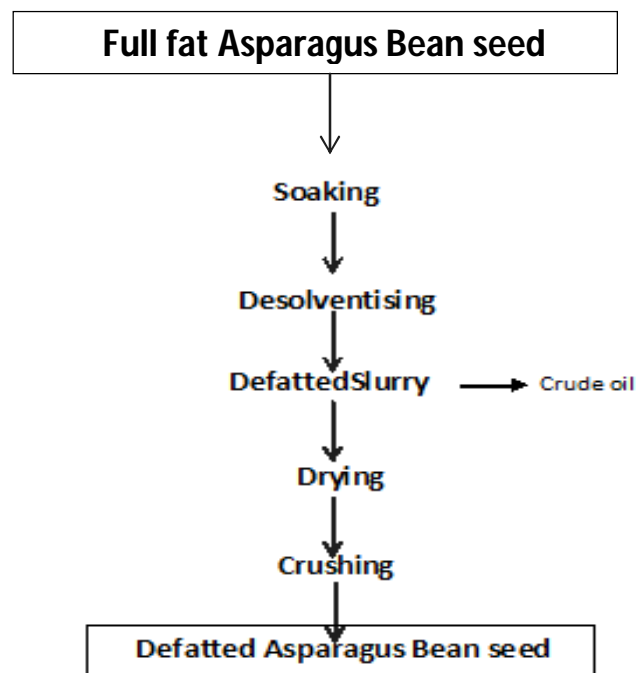 Full fat Asparagus Bean seed
Soaking
Desolventising
DefattedSlurry
Crude oil
Drying
Crushing
Defatted Asparagus Bean seed